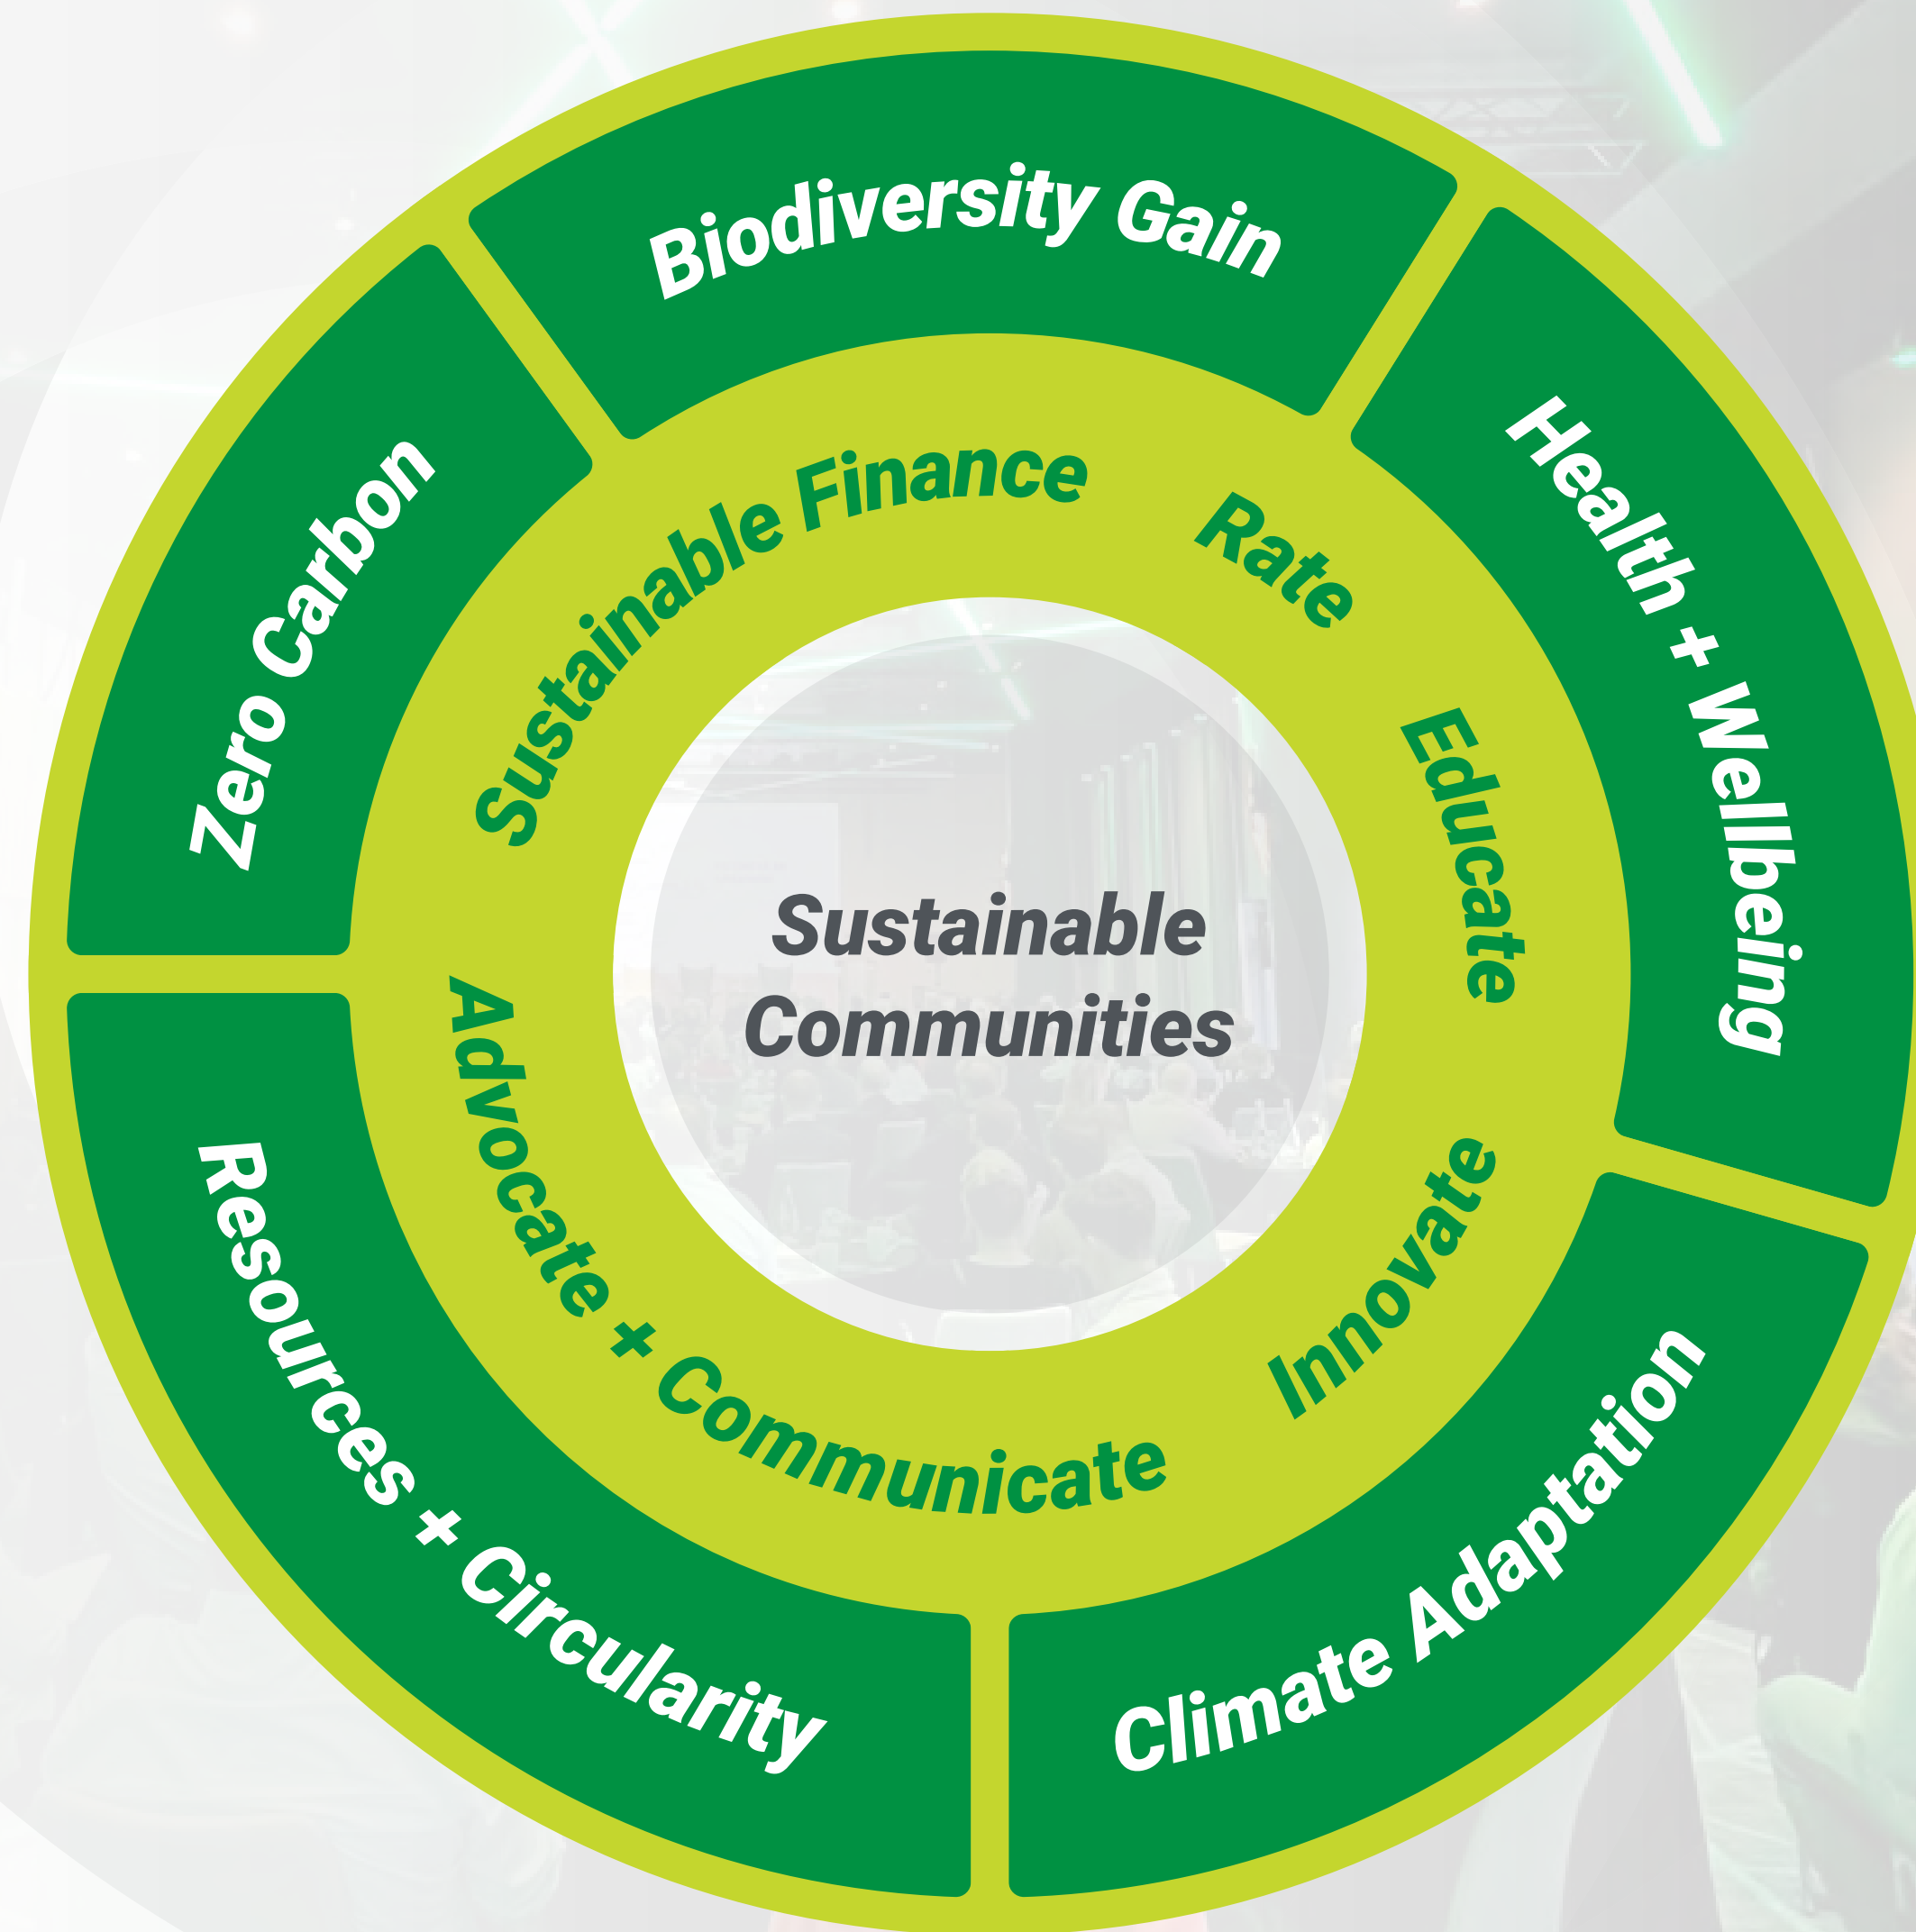 Biodiversity Gain
Health + Wellbeing
Climate Adaptation
Resources + Circularity
Zero Carbon
Sustainable Finance
Rate
Educate
Innovate
Advocate + Communicate
Sustainable
Communities